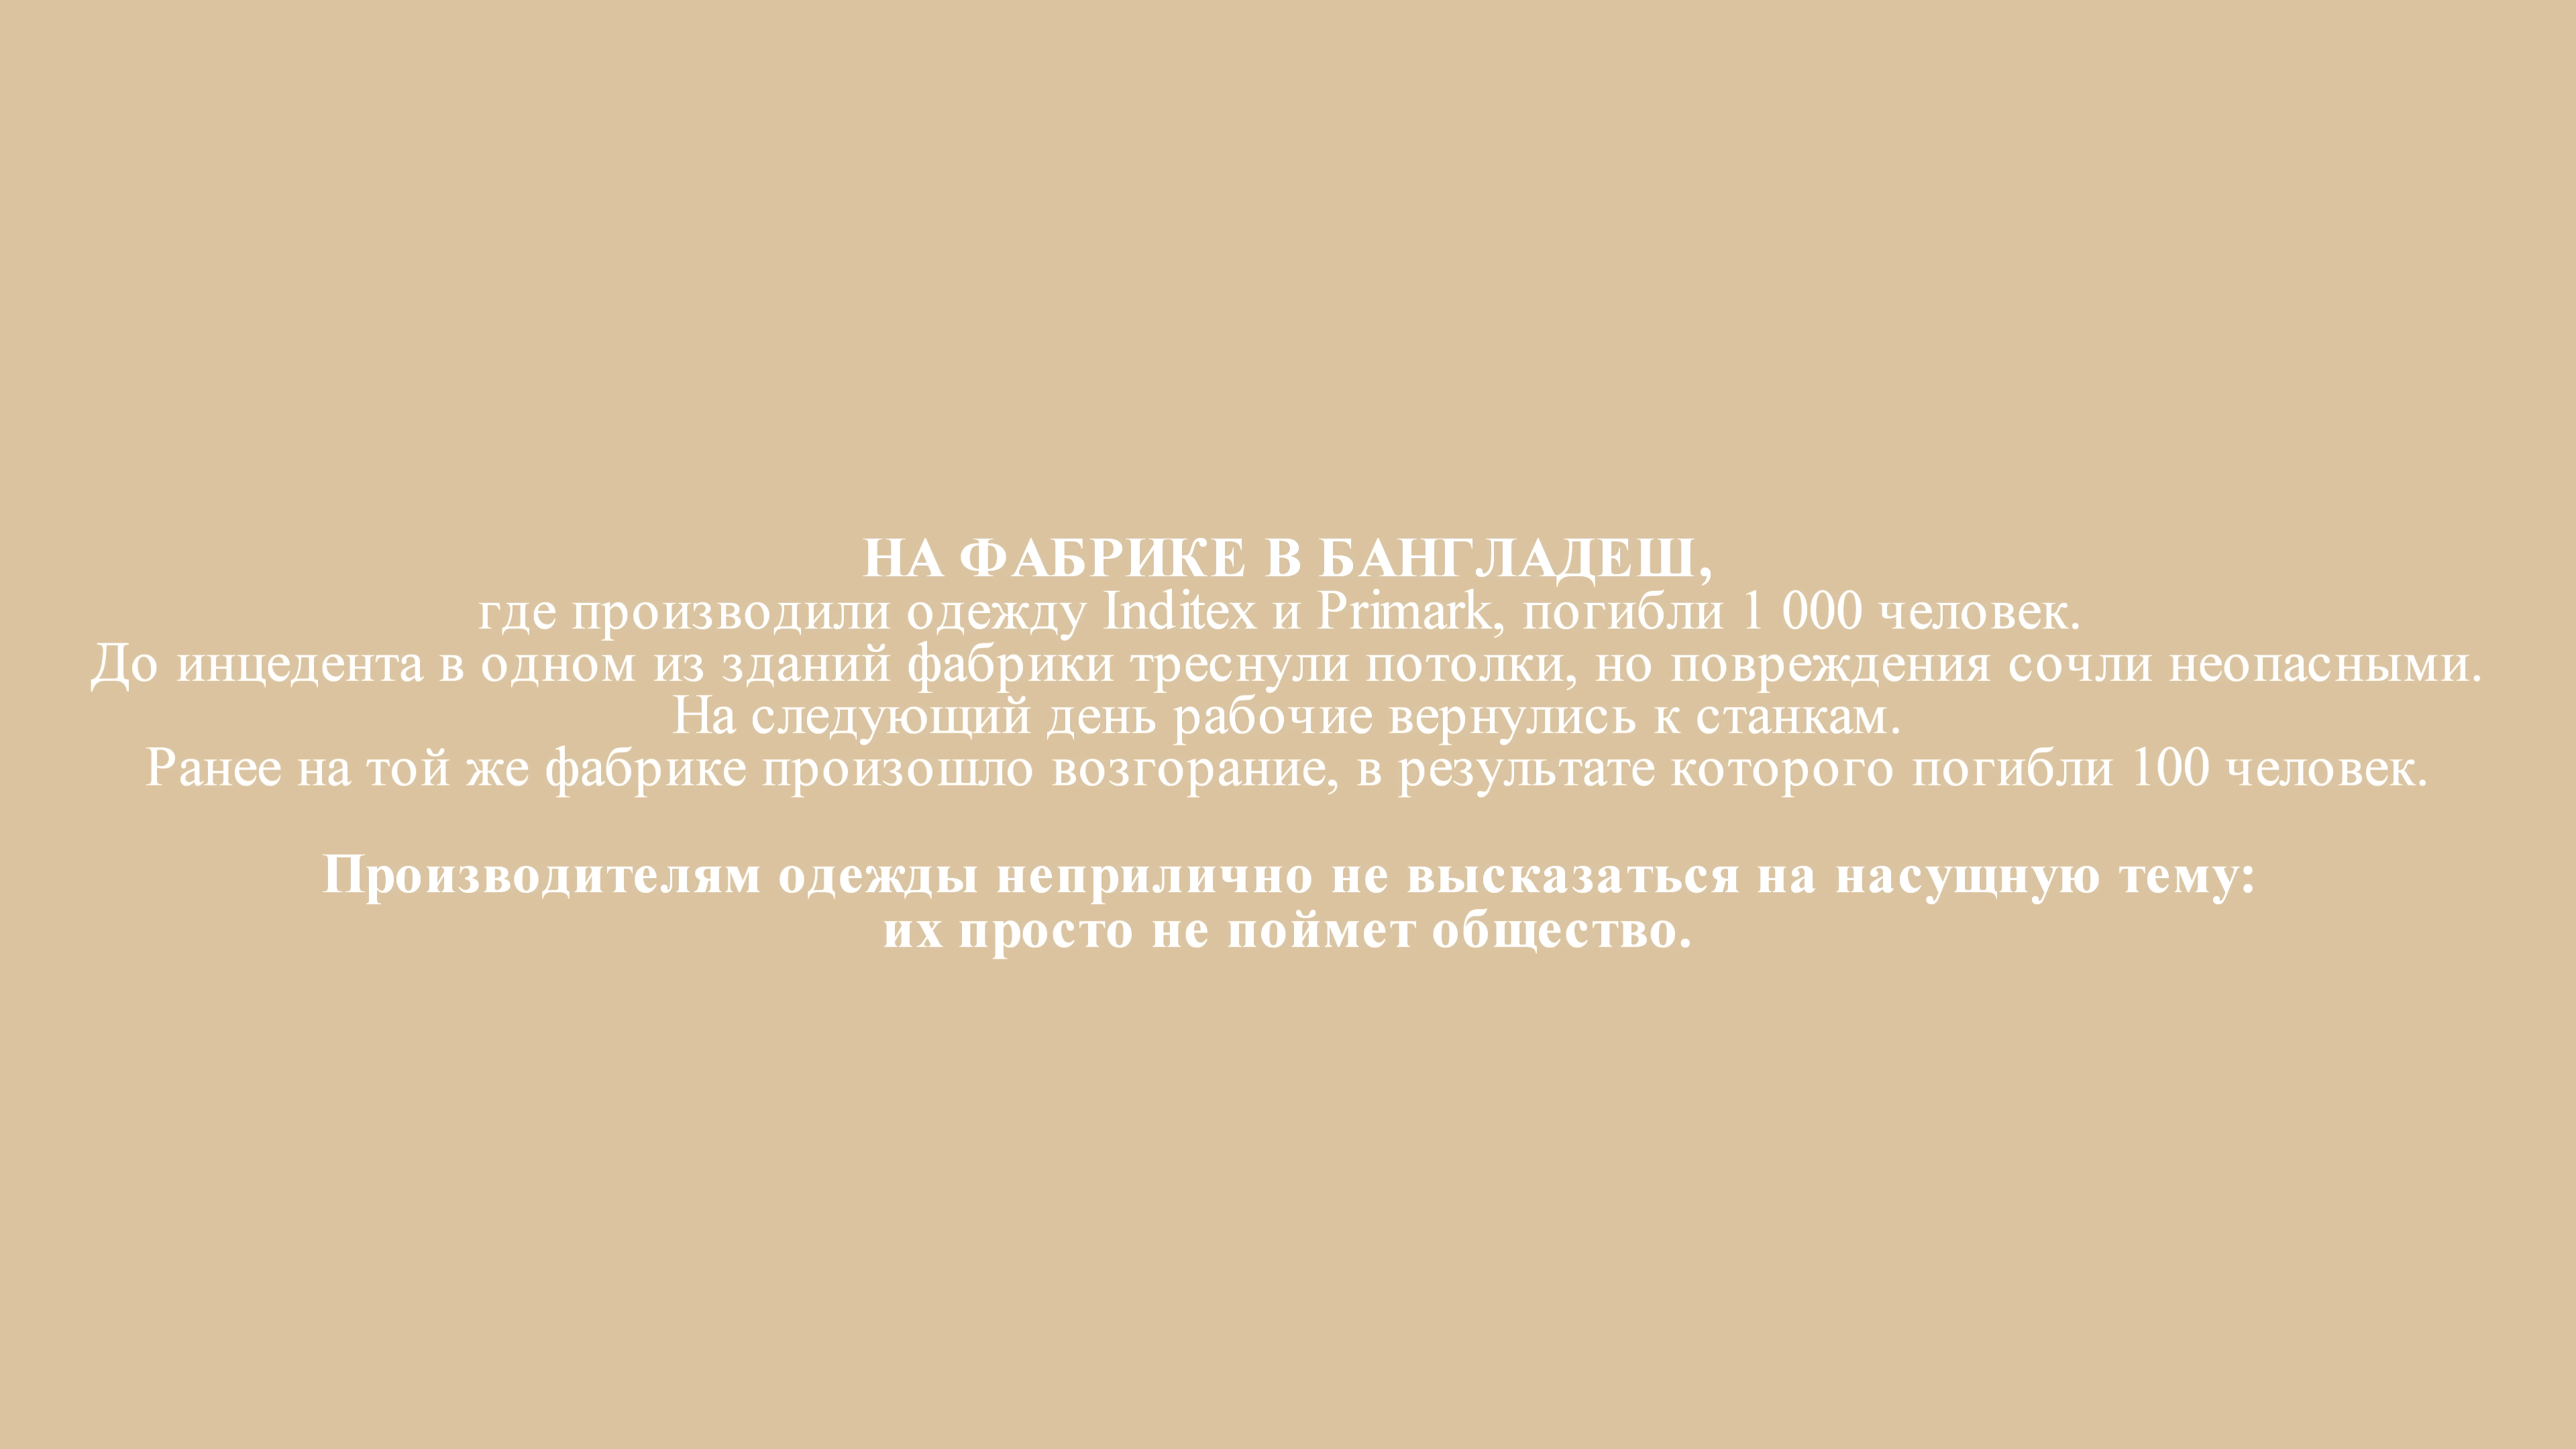 НА ФАБРИКЕ В БАНГЛАДЕШ,
где производили одежду Inditex и Primark, погибли 1 000 человек.
До инцедента в одном из зданий фабрики треснули потолки, но повреждения сочли неопасными.
На следующий день рабочие вернулись к станкам.
Ранее на той же фабрике произошло возгорание, в результате которого погибли 100 человек.
Производителям одежды неприлично не высказаться на насущную тему:
их просто не поймет общество.